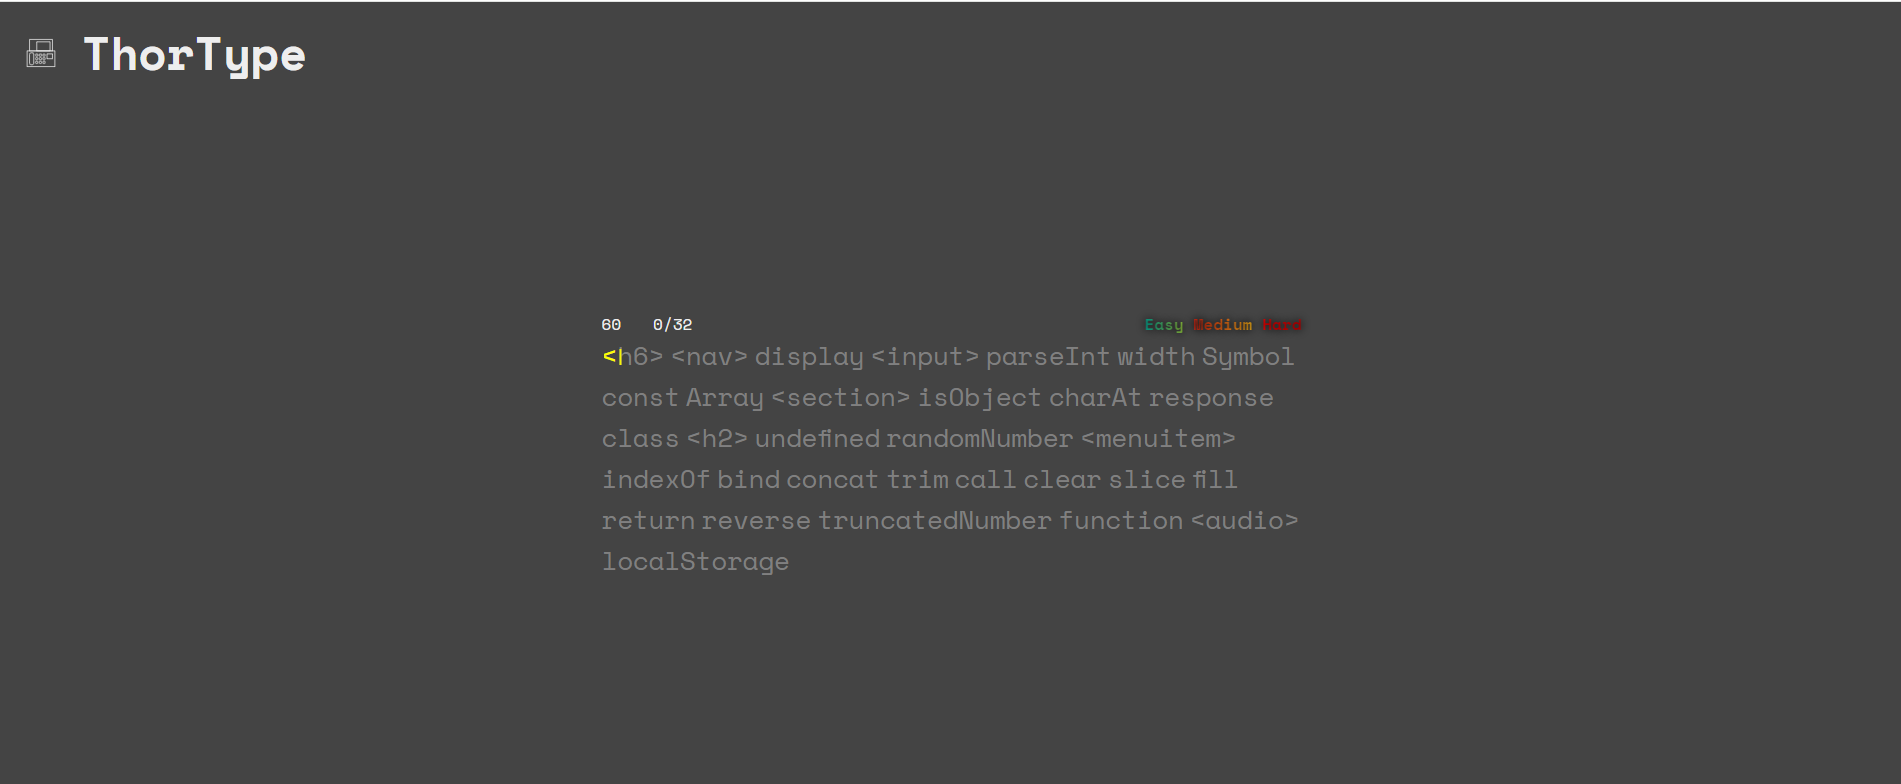 ThorType
60 0/32 Easy Medium Hard
<h6> <nav> display <input> parseInt width Symbol
const Array <section> isObject charAt response
class <h2> undefined randomNumber <menuitem>
indexOf bind concat trim call clear slice fill
return reverse truncatedNumber function <audio>
localStorage